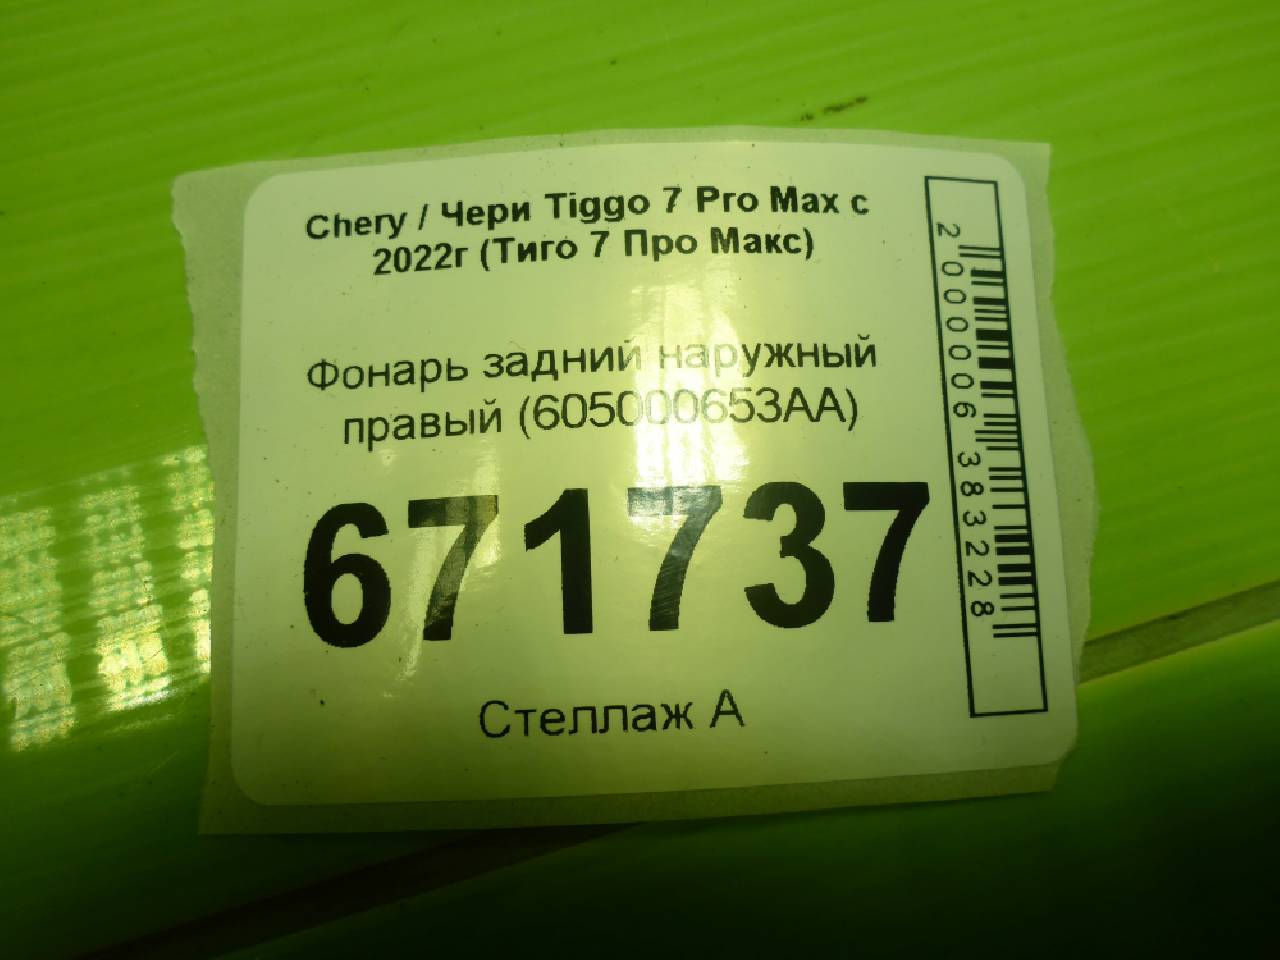 Chery / Чери Tiggo 7 Pro Max с
2022г (Тиго 7 Про Макс)
Фонарь задний наружный
правый (605000653AA)
671737
Стеллаж А
2000006383228